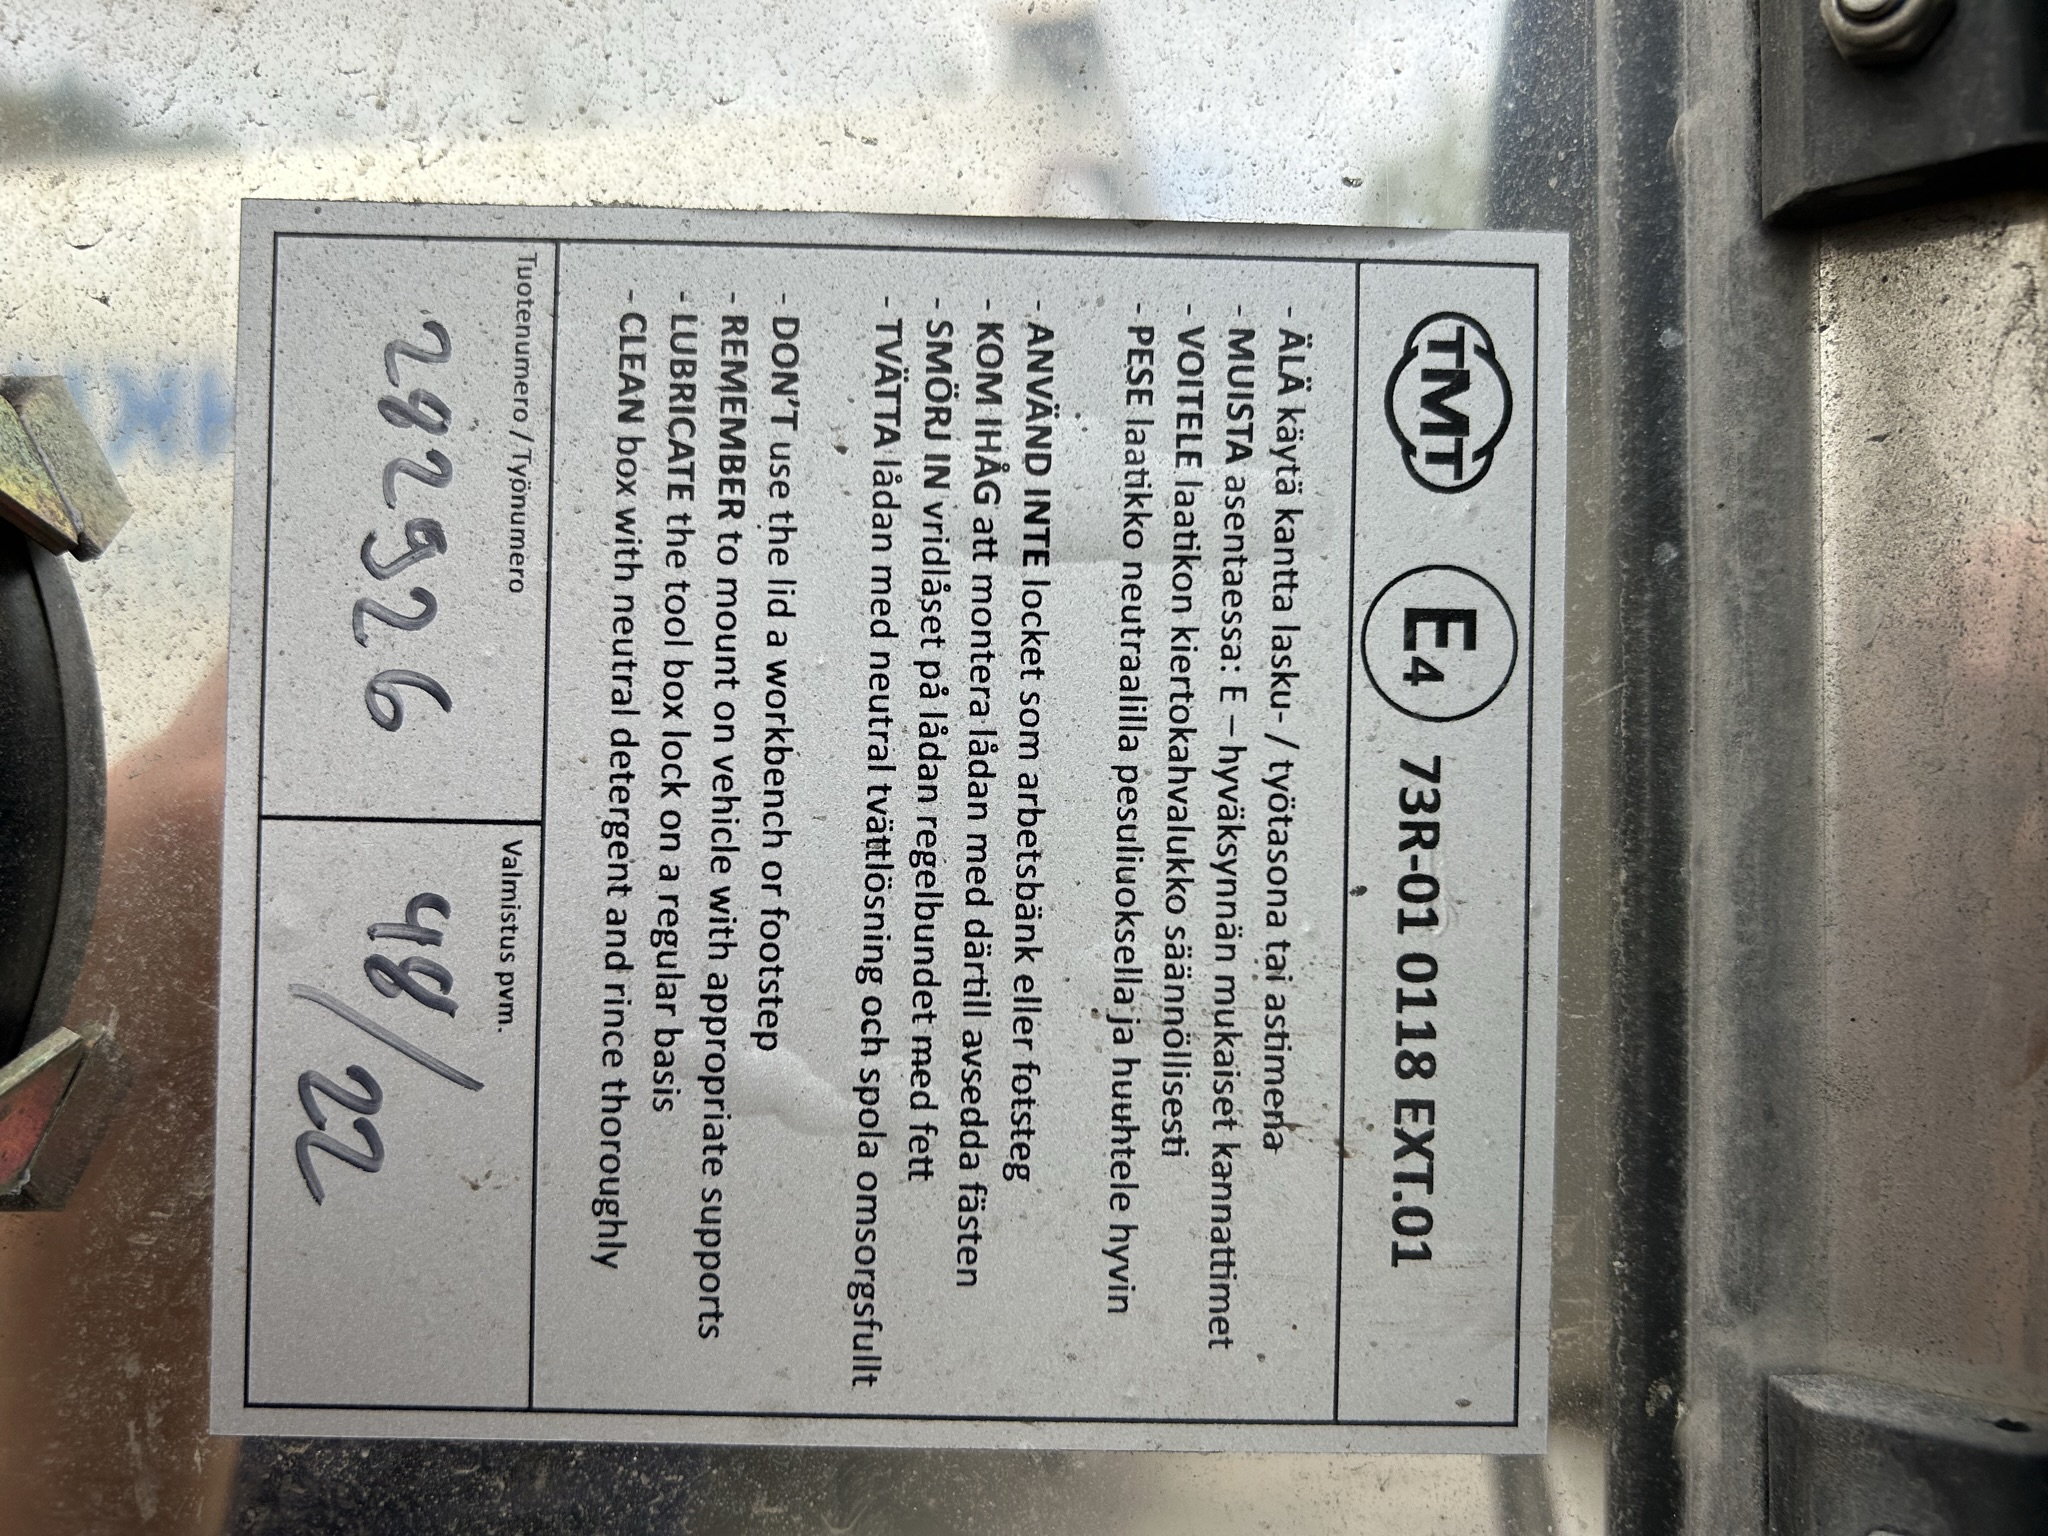 TMT E4 73R-01 0118 EXT.01
- ÄLÄ käytä kantta lasku- / työtasona tai astimena
- MUISTA asentaessa: E – hyväksynnän mukaiset kannattimet
- VOITELE laatikon kiertokahvalukko säännöllisesti
- PESE laatikko neutraalilla pesuliuoksella ja huuhtele hyvin
- ANVÄND INTE locket som arbetsbänk eller fotsteg
- KOM IHÅG att montera lådan med därtill avsedda fästen
- SMÖRJ IN vridlåset på lådan regelbundet med fett
- TVÄTTA lådan med neutral tvättlösning och spola omsorgsfullt
- DON'T use the lid a workbench or footstep
- REMEMBER to mount on vehicle with appropriate supports
- LUBRICATE the tool box lock on a regular basis
- CLEAN box with neutral detergent and rince thoroughly
Tuotenumero / Työnumero
282926
Valmistus pvm.
48/22